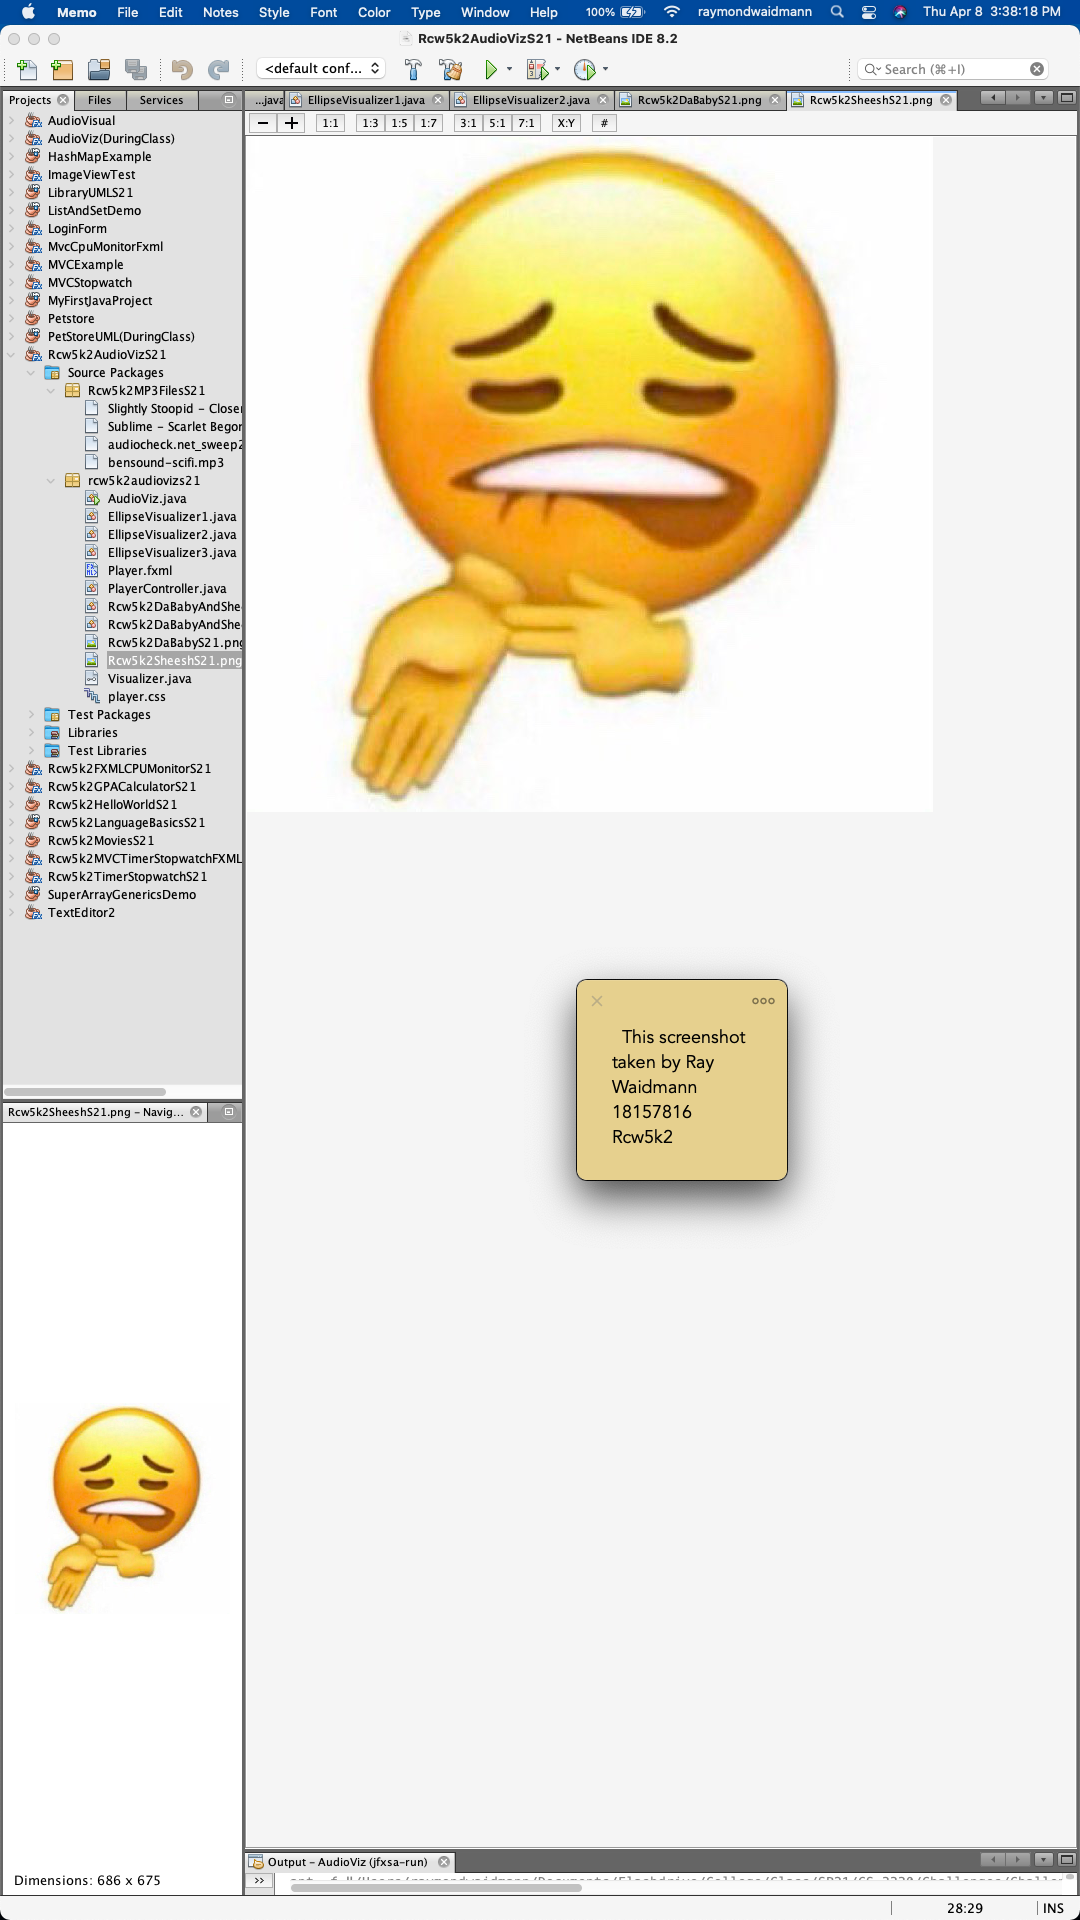 Memo File Edit Notes Style Font Color Type Window Help 100% raymondwaidmann Thu Apr 8 3:38:18 PM
Rcw5k2AudioVizS21 - NetBeans IDE 8.2
<default conf... Search (⌘+I)
Projects Files Services
...java EllipseVisualizer1.java EllipseVisualizer2.java Rcw5k2DaBabyS21.png Rcw5k2SheeshS21.png
1:1 1:3 1:5 1:7 3:1 5:1 7:1 X:Y #
AudioVisual
AudioViz(DuringClass)
HashMapExample
ImageViewTest
LibraryUMLS21
ListAndSetDemo
LoginForm
MvcCpuMonitorFxml
MVCExample
MVCStopwatch
MyFirstJavaProject
Petstore
PetStoreUML(DuringClass)
Rcw5k2AudioVizS21
Source Packages
Rcw5k2MP3FilesS21
Slightly Stoopid - Closer
Sublime - Scarlet Begor
audiocheck.net_sweep2
bensound-scifi.mp3
rcw5k2audiovizs21
AudioViz.java
EllipseVisualizer1.java
EllipseVisualizer2.java
EllipseVisualizer3.java
Player.fxml
PlayerController.java
Rcw5k2DaBabyAndShe
Rcw5k2DaBabyAndShe
Rcw5k2DaBabyS21.png
Rcw5k2SheeshS21.png
Visualizer.java
player.css
Test Packages
Libraries
Test Libraries
Rcw5k2FXMLCPUMonitorS21
Rcw5k2GPACalculatorS21
Rcw5k2HelloWorldS21
Rcw5k2LanguageBasicsS21
Rcw5k2MoviesS21
Rcw5k2MVCTimerStopwatchFXML
Rcw5k2TimerStopwatchS21
SuperArrayGenericsDemo
TextEditor2
This screenshot
taken by Ray
Waidmann
18157816
Rcw5k2
Rcw5k2SheeshS21.png - Navig...
Dimensions: 686 x 675
Output - AudioViz (jfxsa-run)
28:29 INS